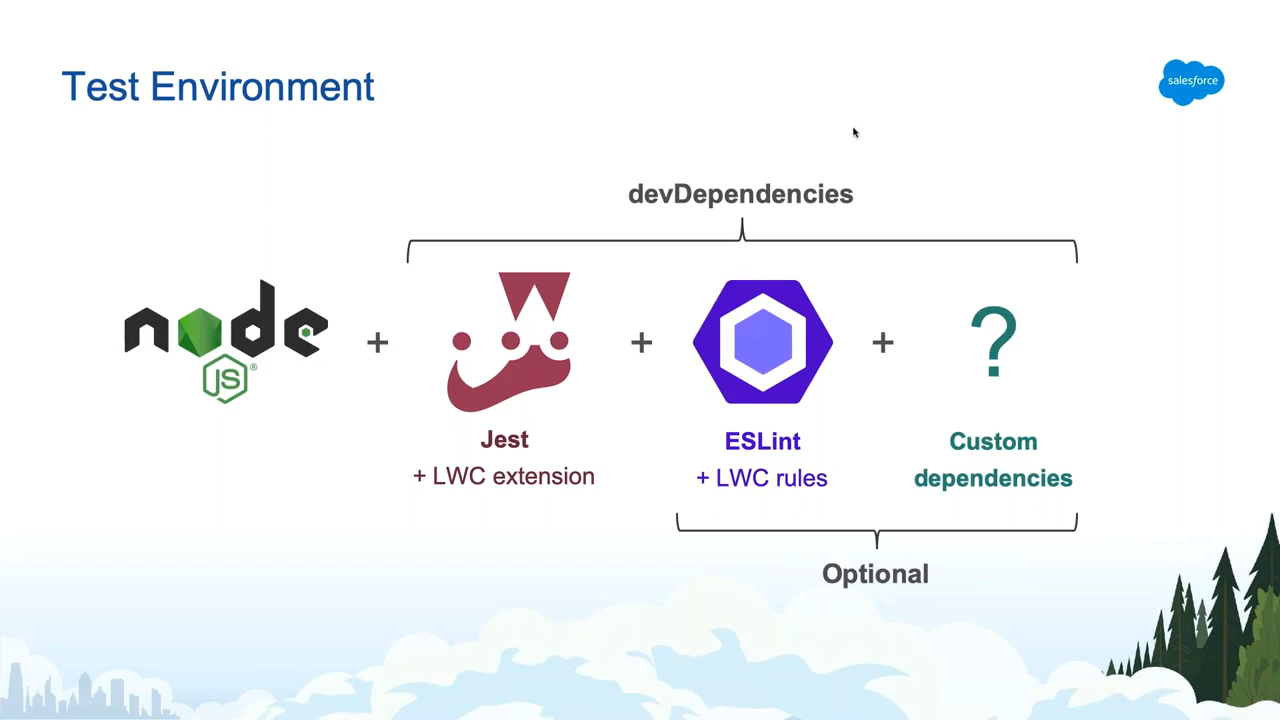 Test Environment
salesforce
devDependencies
node
JS
®
+
+
+
?
Jest
+ LWC extension
ESLint
+ LWC rules
Custom
dependencies
Optional